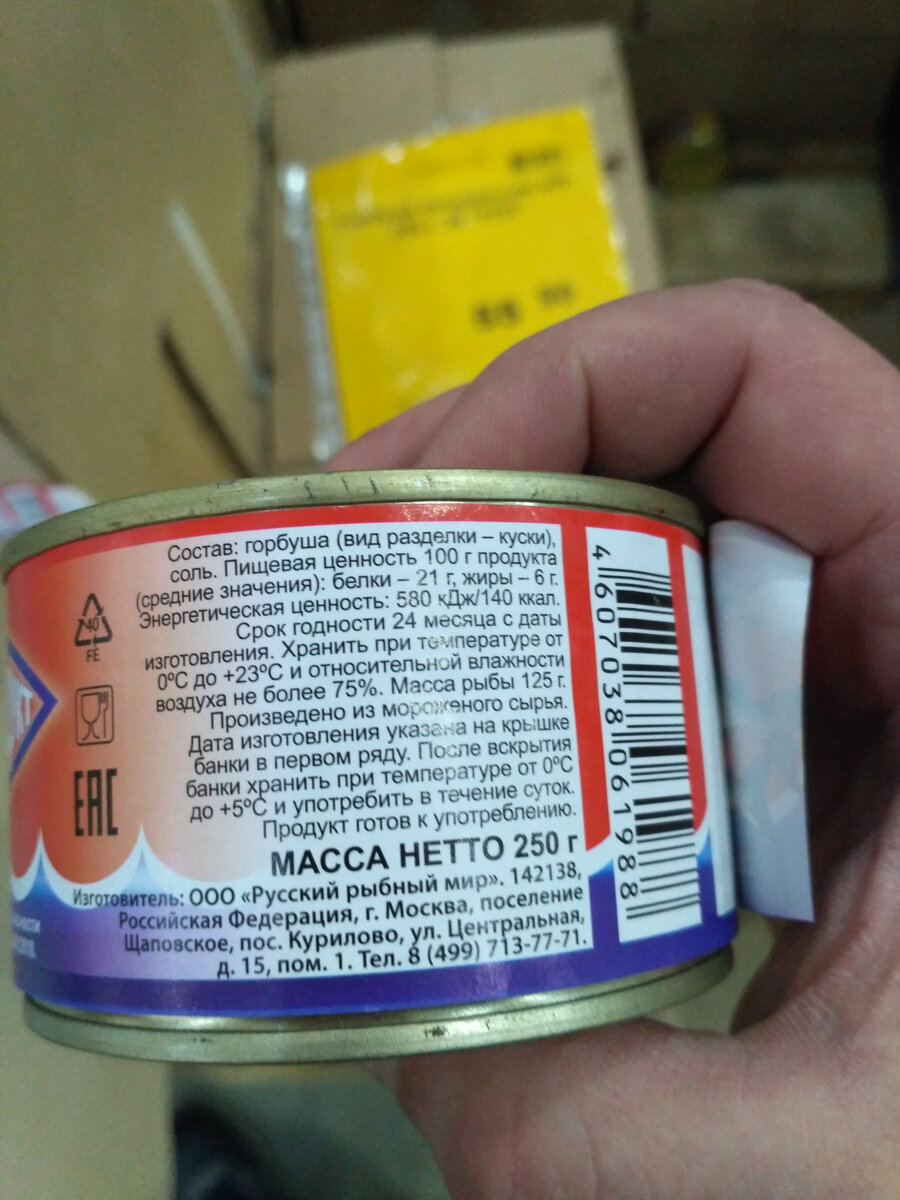 Состав: горбуша (вид разделки – куски),
соль. Пищевая ценность 100 г продукта
(средние значения): белки – 21 г, жиры – 6 г.
Энергетическая ценность: 580 кДж/140 ккал.
Срок годности 24 месяца с даты
изготовления. Хранить при температуре от
0ºС до +23ºС и относительной влажности
воздуха не более 75%. Масса рыбы 125 г.
Произведено из мороженого сырья.
Дата изготовления указана на крышке
банки в первом ряду. После вскрытия
банки хранить при температуре от 0ºС
до +5ºС и употребить в течение суток.
Продукт готов к употреблению.
МАССА НЕТТО 250 г
Изготовитель: ООО «Русский рыбный мир». 142138,
Российская Федерация, г. Москва, поселение
Щаповское, пос. Курилово, ул. Центральная,
д. 15, пом. 1. Тел. 8 (499) 713-77-71.
40
FE
EAC
4 607038 061988